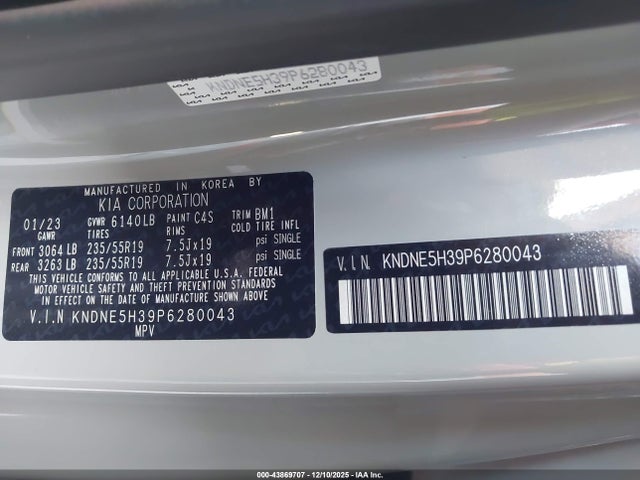 KNDNE5H39P6280043
MANUFACTURED IN KOREA BY
KIA CORPORATION
01/23 GVWR 6140LB PAINT C4S TRIM BM1
GAWR TIRES RIMS COLD TIRE INFL
FRONT 3064 LB 235/55R19 7.5Jx19 psi SINGLE
REAR 3263 LB 235/55R19 7.5Jx19 psi SINGLE
THIS VEHICLE CONFORMS TO ALL APPLICABLE U.S.A. FEDERAL
MOTOR VEHICLE SAFETY AND THEFT PREVENTION STANDARDS
IN EFFECT ON THE DATE OF MANUFACTURE SHOWN ABOVE
V.I.N KNDNE5H39P6280043
MPV
V.I.N. KNDNE5H39P6280043
000-43869707 - 12/10/2025 - IAA Inc.